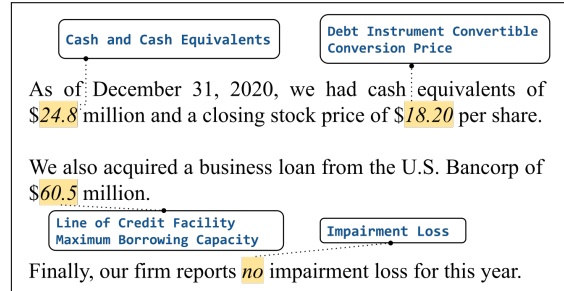 Cash and Cash Equivalents
Debt Instrument Convertible
Conversion Price
As of December 31, 2020, we had cash equivalents of
$24.8 million and a closing stock price of $18.20 per share.
We also acquired a business loan from the U.S. Bancorp of
$60.5 million.
Line of Credit Facility
Maximum Borrowing Capacity
Impairment Loss
Finally, our firm reports no impairment loss for this year.